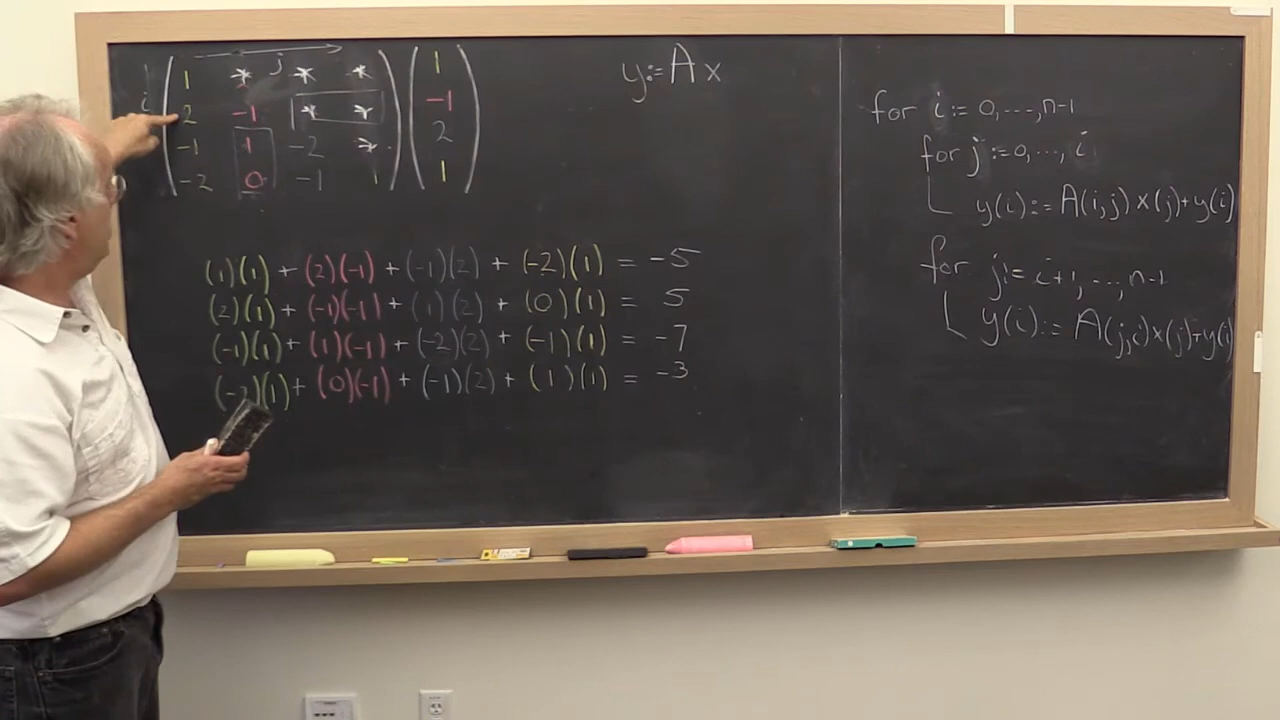 j
i
1 * * * 1
2 -1 * * -1
-1 1 -2 * 2
-2 0 -1 1 1
y:=Ax
(1)(1) + (2)(-1) + (-1)(2) + (-2)(1) = -5
(2)(1) + (-1)(-1) + (1)(2) + (0)(1) = 5
(-1)(1) + (1)(-1) + (-2)(2) + (-1)(1) = -7
(-2)(1) + (0)(-1) + (-1)(2) + (1)(1) = -3
for i := 0,...,n-1
for j := 0,..., i
y(i) := A(i,j) x(j) + y(i)
for j := i+1,...,n-1
y(i) := A(j,i) x(j) + y(i)